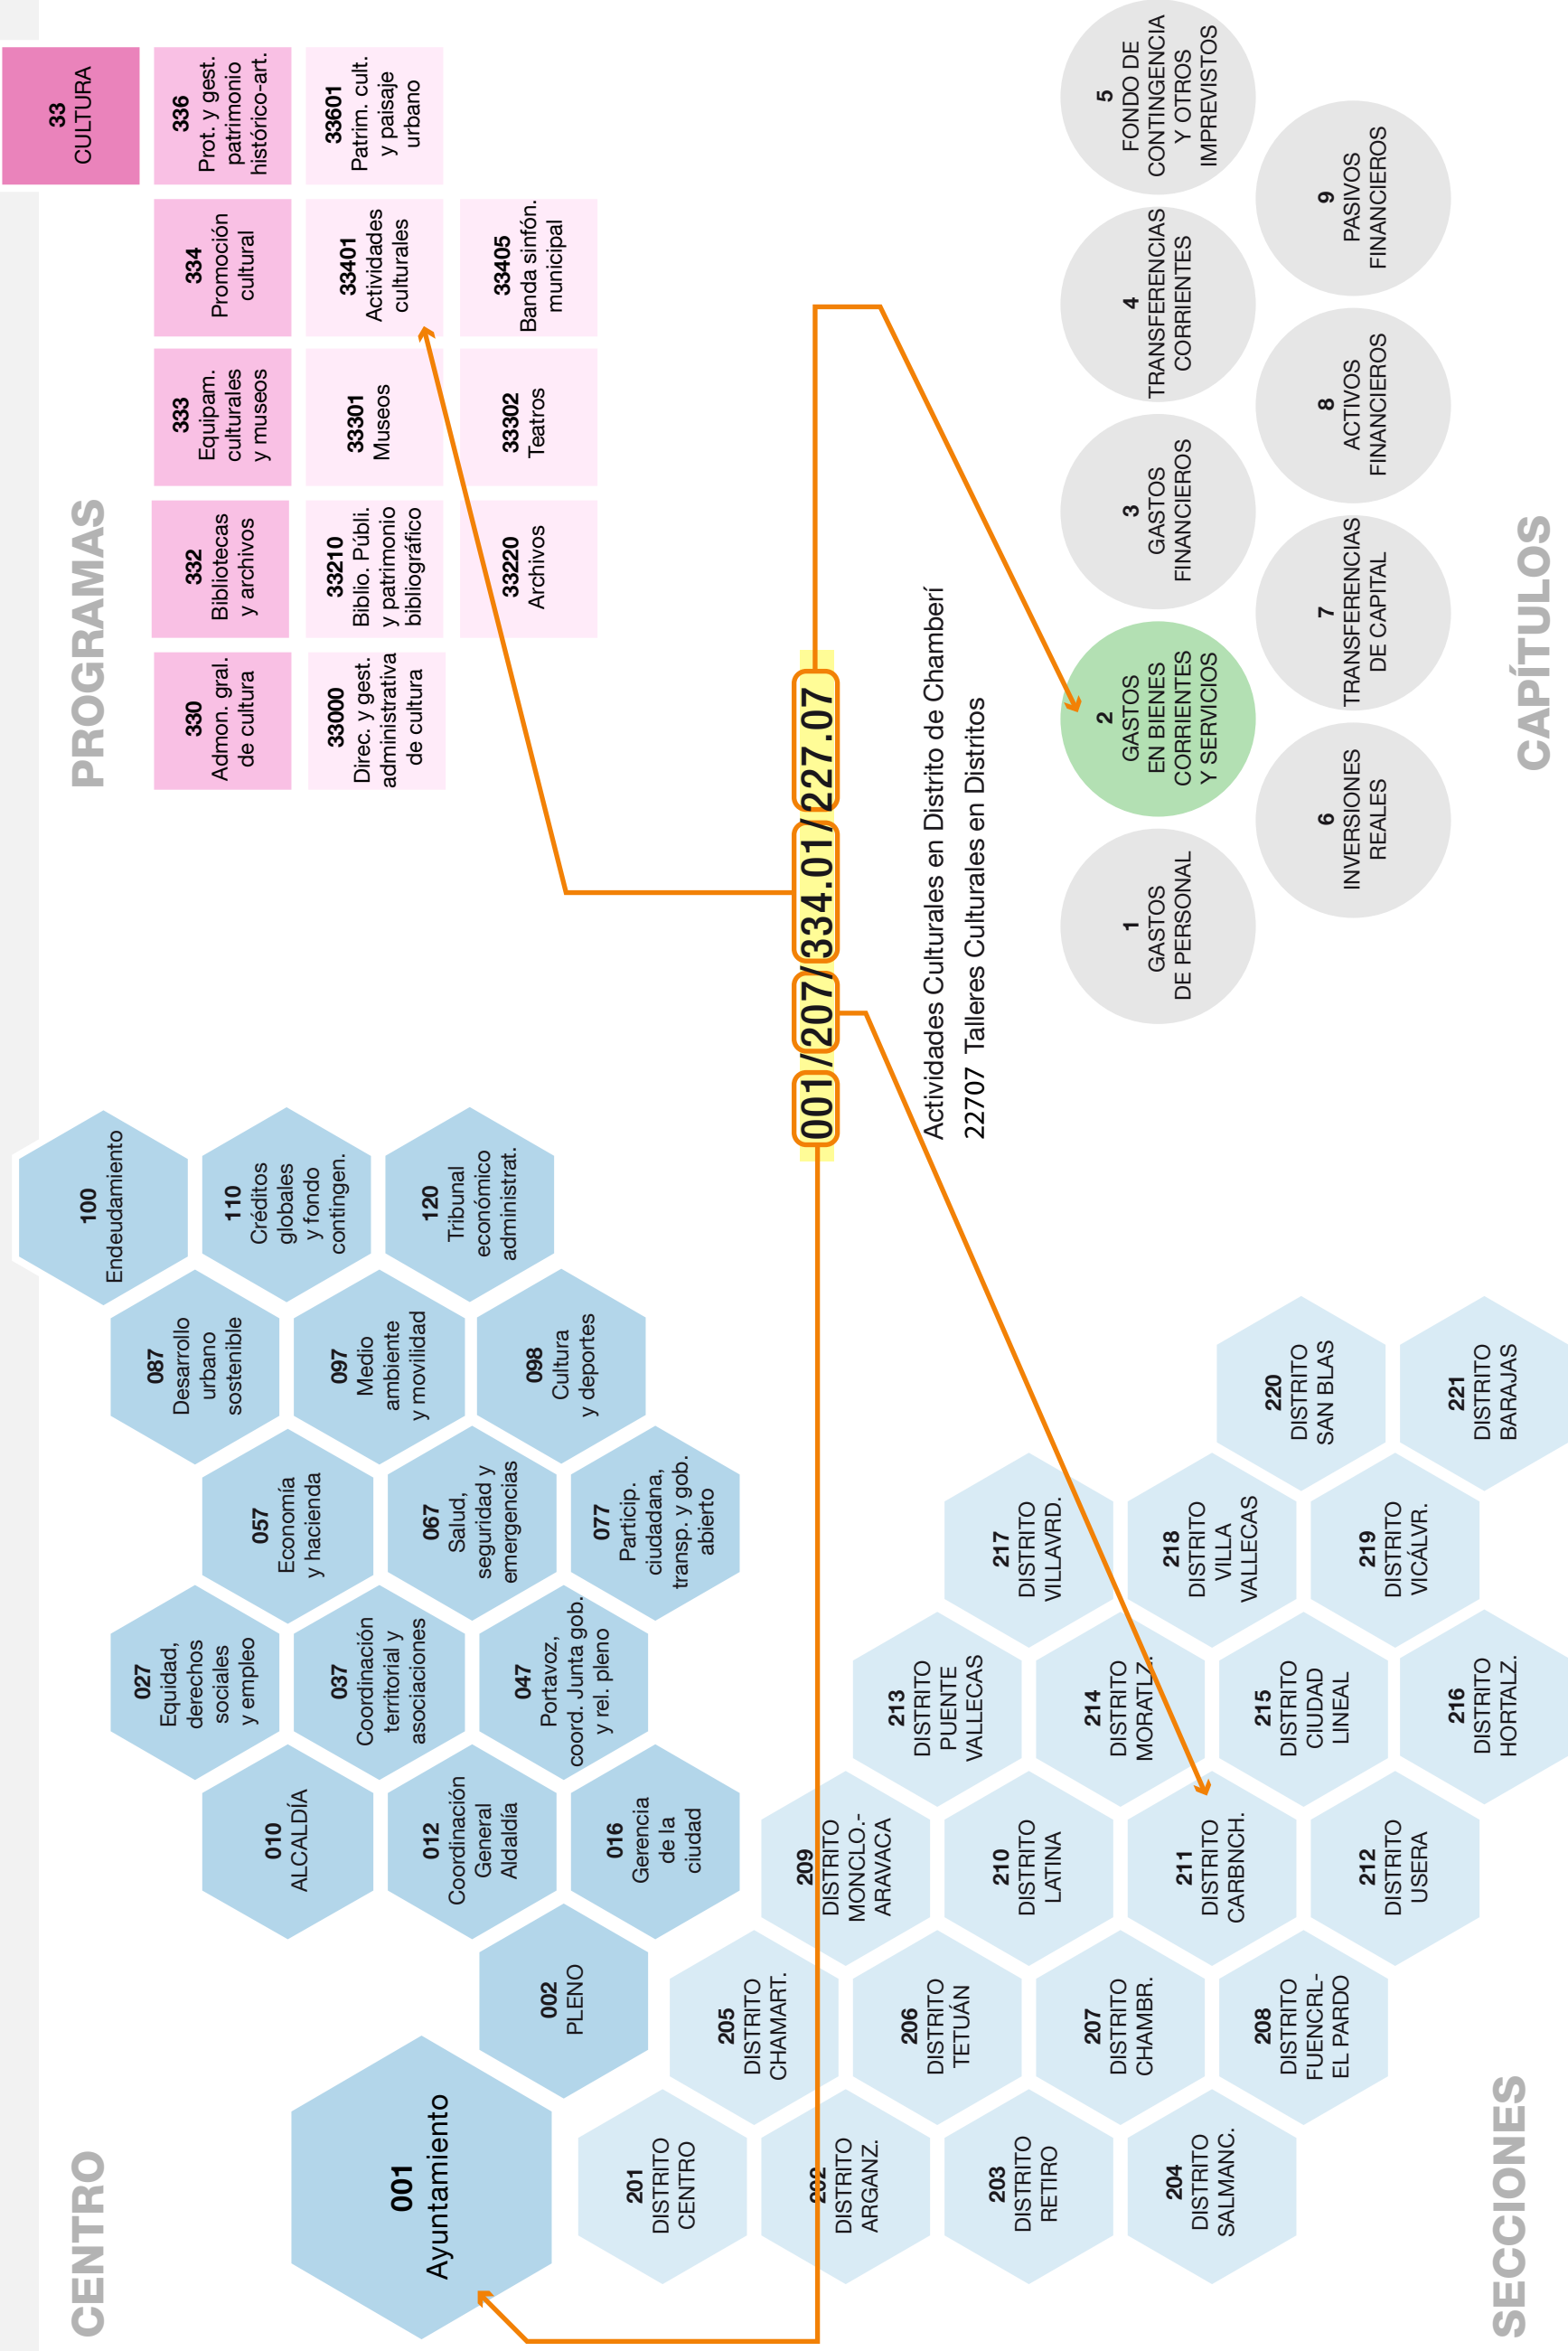 CENTRO
001
Ayuntamiento
002
PLENO
010
ALCALDÍA
012
Coordinación
General
Aldaldía
016
Gerencia
de la
ciudad
027
Equidad,
derechos
sociales
y empleo
037
Coordinación
territorial y
asociaciones
047
Portavoz,
coord. Junta gob.
y rel. pleno
057
Economía
y hacienda
067
Salud,
seguridad y
emergencias
077
Particip.
ciudadana,
transp. y gob.
abierto
087
Desarrollo
urbano
sostenible
097
Medio
ambiente
y movilidad
098
Cultura
y deportes
100
Endeudamiento
110
Créditos
globales
y fondo
contingen.
120
Tribunal
económico
administrat.
PROGRAMAS
33
CULTURA
330
Admon. gral.
de cultura
332
Bibliotecas
y archivos
333
Equipam.
culturales
y museos
334
Promoción
cultural
336
Prot. y gest.
patrimonio
histórico-art.
33000
Direc. y gest.
administrativa
de cultura
33210
Biblio. Públi.
y patrimonio
bibliográfico
33301
Museos
33401
Actividades
culturales
33601
Patrim. cult.
y paisaje
urbano
33220
Archivos
33302
Teatros
33405
Banda sinfón.
municipal
001/207/334.01/227.07
Actividades Culturales en Distrito de Chamberí
22707 Talleres Culturales en Distritos
201
DISTRITO
CENTRO
202
DISTRITO
ARGANZ.
203
DISTRITO
RETIRO
204
DISTRITO
SALMANC.
205
DISTRITO
CHAMART.
206
DISTRITO
TETUÁN
207
DISTRITO
CHAMBR.
208
DISTRITO
FUENCRL-
EL PARDO
209
DISTRITO
MONCLO.-
ARAVACA
210
DISTRITO
LATINA
211
DISTRITO
CARBNCH.
212
DISTRITO
USERA
213
DISTRITO
PUENTE
VALLECAS
214
DISTRITO
MORATLZ.
215
DISTRITO
CIUDAD
LINEAL
216
DISTRITO
HORTALZ.
217
DISTRITO
VILLAVRD.
218
DISTRITO
VILLA
VALLECAS
219
DISTRITO
VICÁLVR.
220
DISTRITO
SAN BLAS
221
DISTRITO
BARAJAS
SECCIONES
1
GASTOS
DE PERSONAL
2
GASTOS
EN BIENES
CORRIENTES
Y SERVICIOS
3
GASTOS
FINANCIEROS
4
TRANSFERENCIAS
CORRIENTES
5
FONDO DE
CONTINGENCIA
Y OTROS
IMPREVISTOS
6
INVERSIONES
REALES
7
TRANSFERENCIAS
DE CAPITAL
8
ACTIVOS
FINANCIEROS
9
PASIVOS
FINANCIEROS
CAPÍTULOS